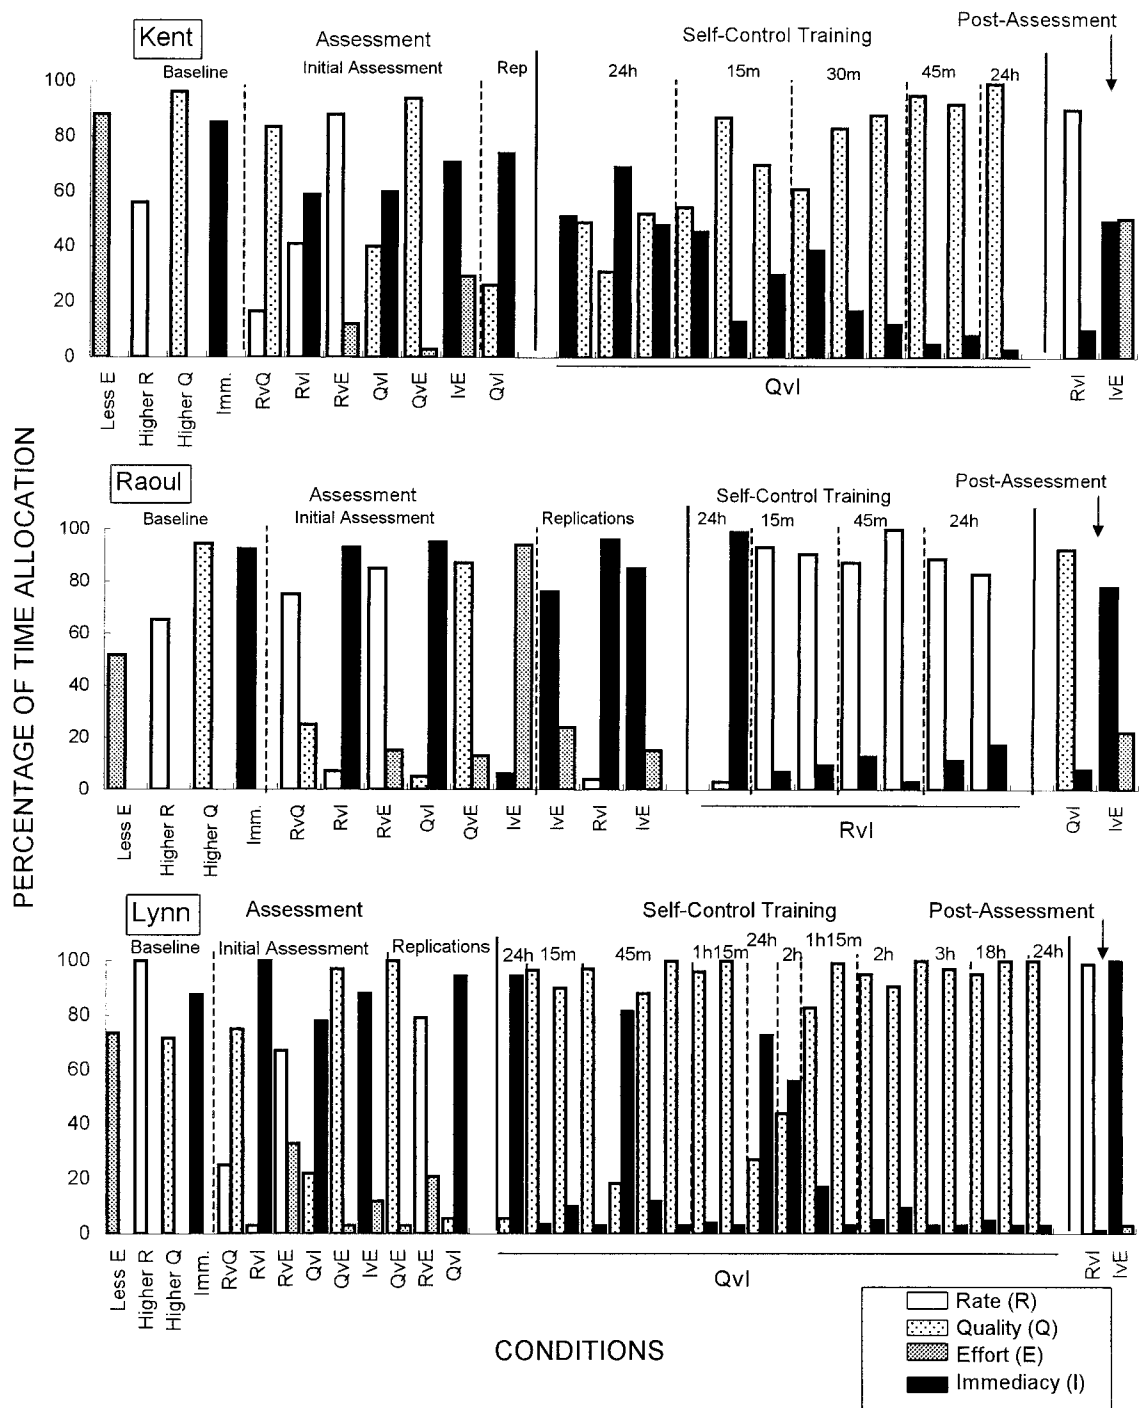 Post-Assessment
Kent
Assessment
Self-Control Training
Baseline
Initial Assessment
Rep
24h
15m
30m
45m
24h
100
80
60
40
20
0
Less E
Higher R
Higher Q
Imm.
RvQ
RvI
RvE
QvI
QvE
IvE
QvI
QvI
RvI
IvE
PERCENTAGE OF TIME ALLOCATION
Raoul
Assessment
Self-Control Training
Post-Assessment
Baseline
Initial Assessment
Replications
24h
15m
45m
24h
100
80
60
40
20
0
Less E
Higher R
Higher Q
Imm.
RvQ
RvI
RvE
QvI
QvE
IvE
IvE
RvI
IvE
RvI
QvI
IvE
Lynn
Assessment
Self-Control Training
Post-Assessment
Baseline
Initial Assessment
Replications
24h
15m
45m
1h15m
24h
2h
1h15m
2h
3h
18h
24h
100
80
60
40
20
0
Less E
Higher R
Higher Q
Imm.
RvQ
RvI
RvE
QvI
QvE
IvE
QvE
RvE
QvI
QvI
RvI
IvE
CONDITIONS
Rate (R)
Quality (Q)
Effort (E)
Immediacy (I)